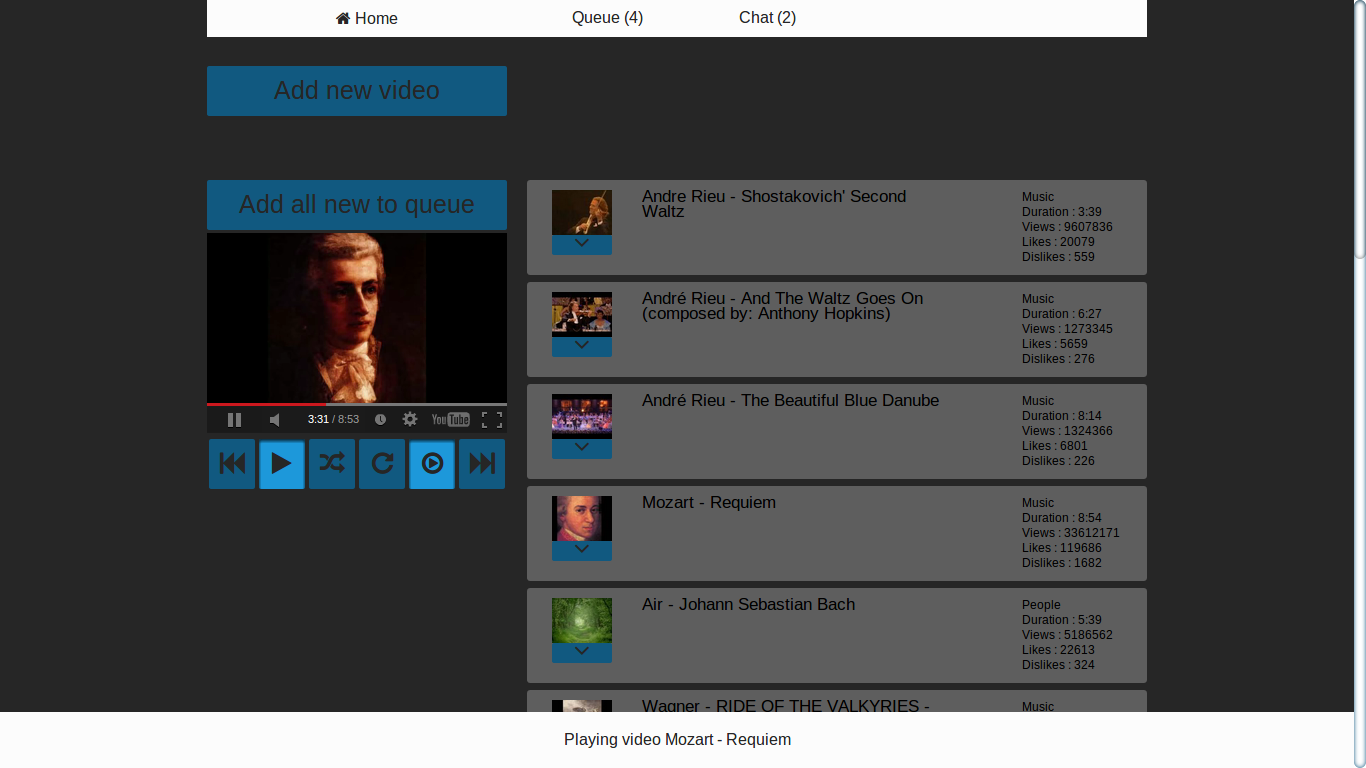 Home
Queue (4)
Chat (2)
Add new video
Add all new to queue
3:31 / 8:53
YouTube
Andre Rieu - Shostakovich' Second
Waltz
Music
Duration : 3:39
Views : 9607836
Likes : 20079
Dislikes : 559
André Rieu - And The Waltz Goes On
(composed by: Anthony Hopkins)
Music
Duration : 6:27
Views : 1273345
Likes : 5659
Dislikes : 276
André Rieu - The Beautiful Blue Danube
Music
Duration : 8:14
Views : 1324366
Likes : 6801
Dislikes : 226
Mozart - Requiem
Music
Duration : 8:54
Views : 33612171
Likes : 119686
Dislikes : 1682
Air - Johann Sebastian Bach
People
Duration : 5:39
Views : 5186562
Likes : 22613
Dislikes : 324
Wagner - RIDE OF THE VALKYRIES -
Music
Playing video Mozart - Requiem